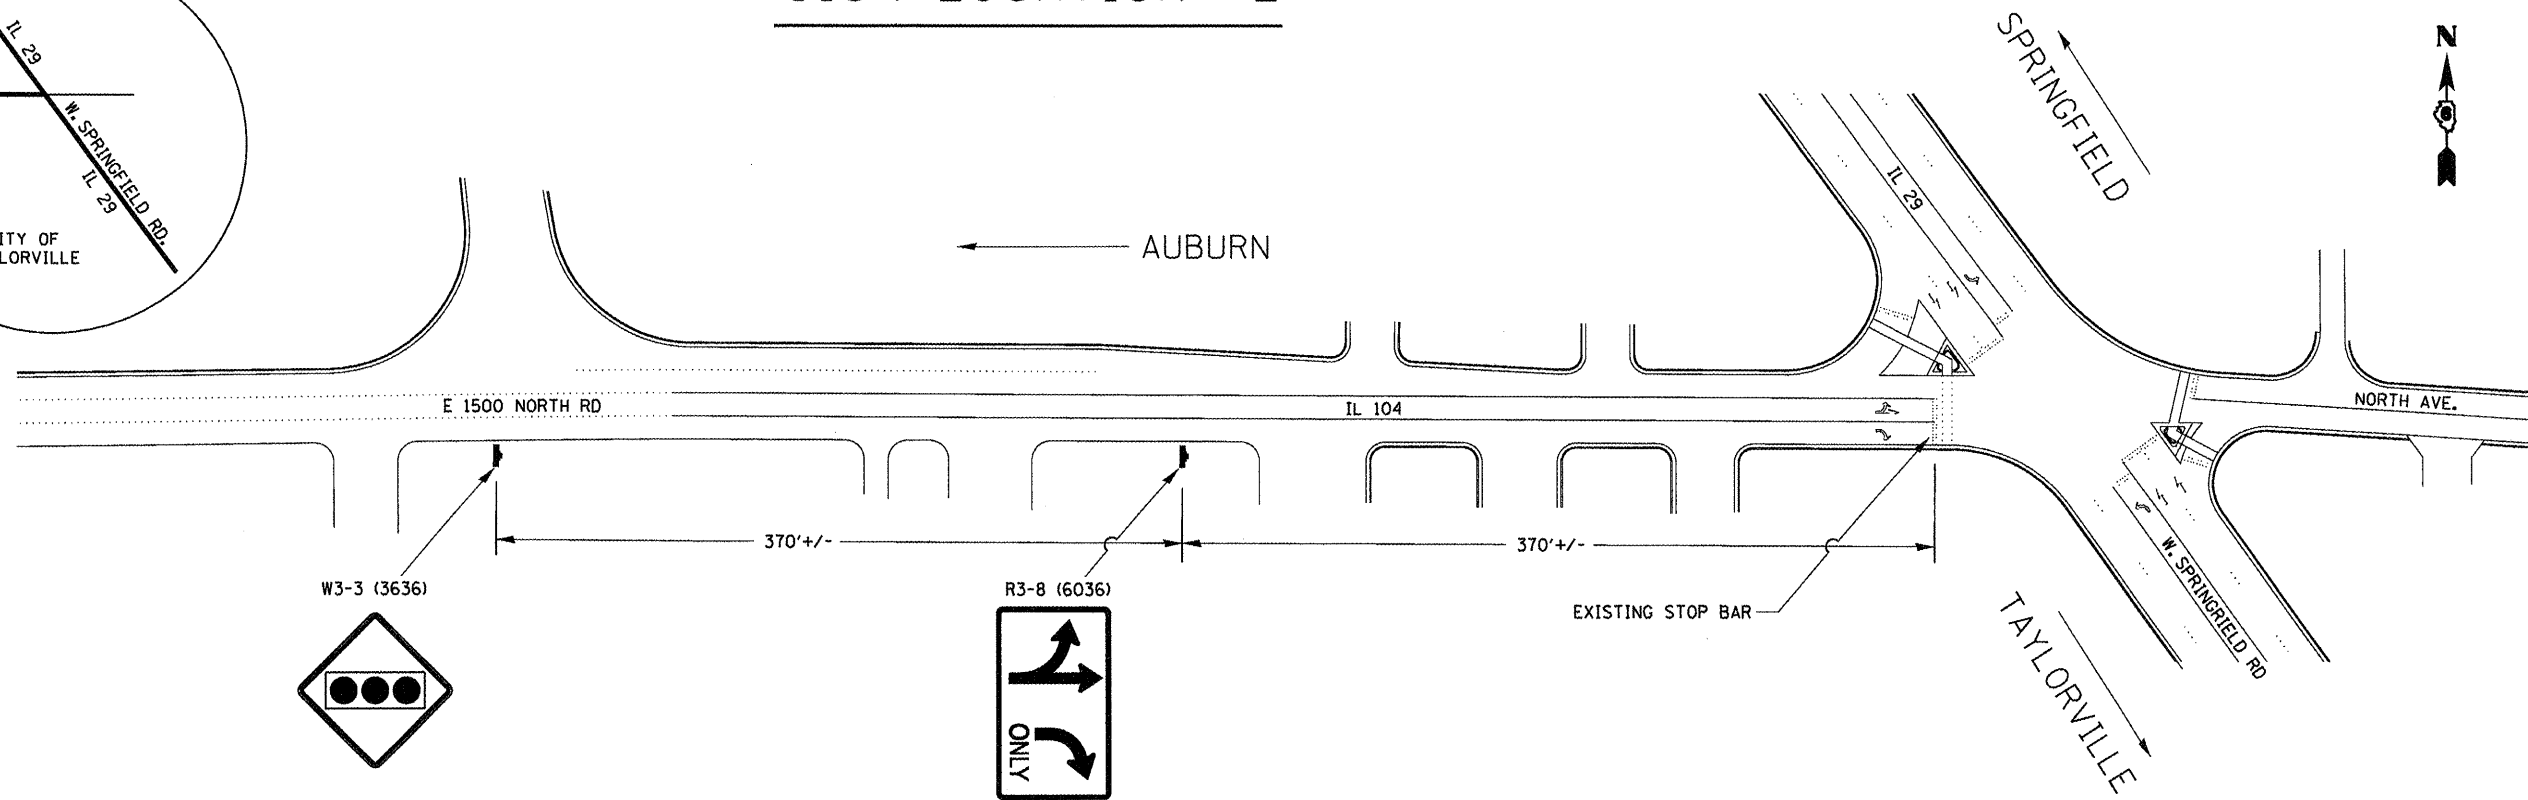 IL 29
W. SPRINGFIELD RD.
IL 29
ITY OF
LORVILLE
SPRINGFIELD
N
6
IL 29
AUBURN
E 1500 NORTH RD
IL 104
NORTH AVE.
370'+/-
370'+/-
W3-3 (3636)
R3-8 (6036)
EXISTING STOP BAR
ONLY
W. SPRINGRIELD RD
TAYLORVILLE